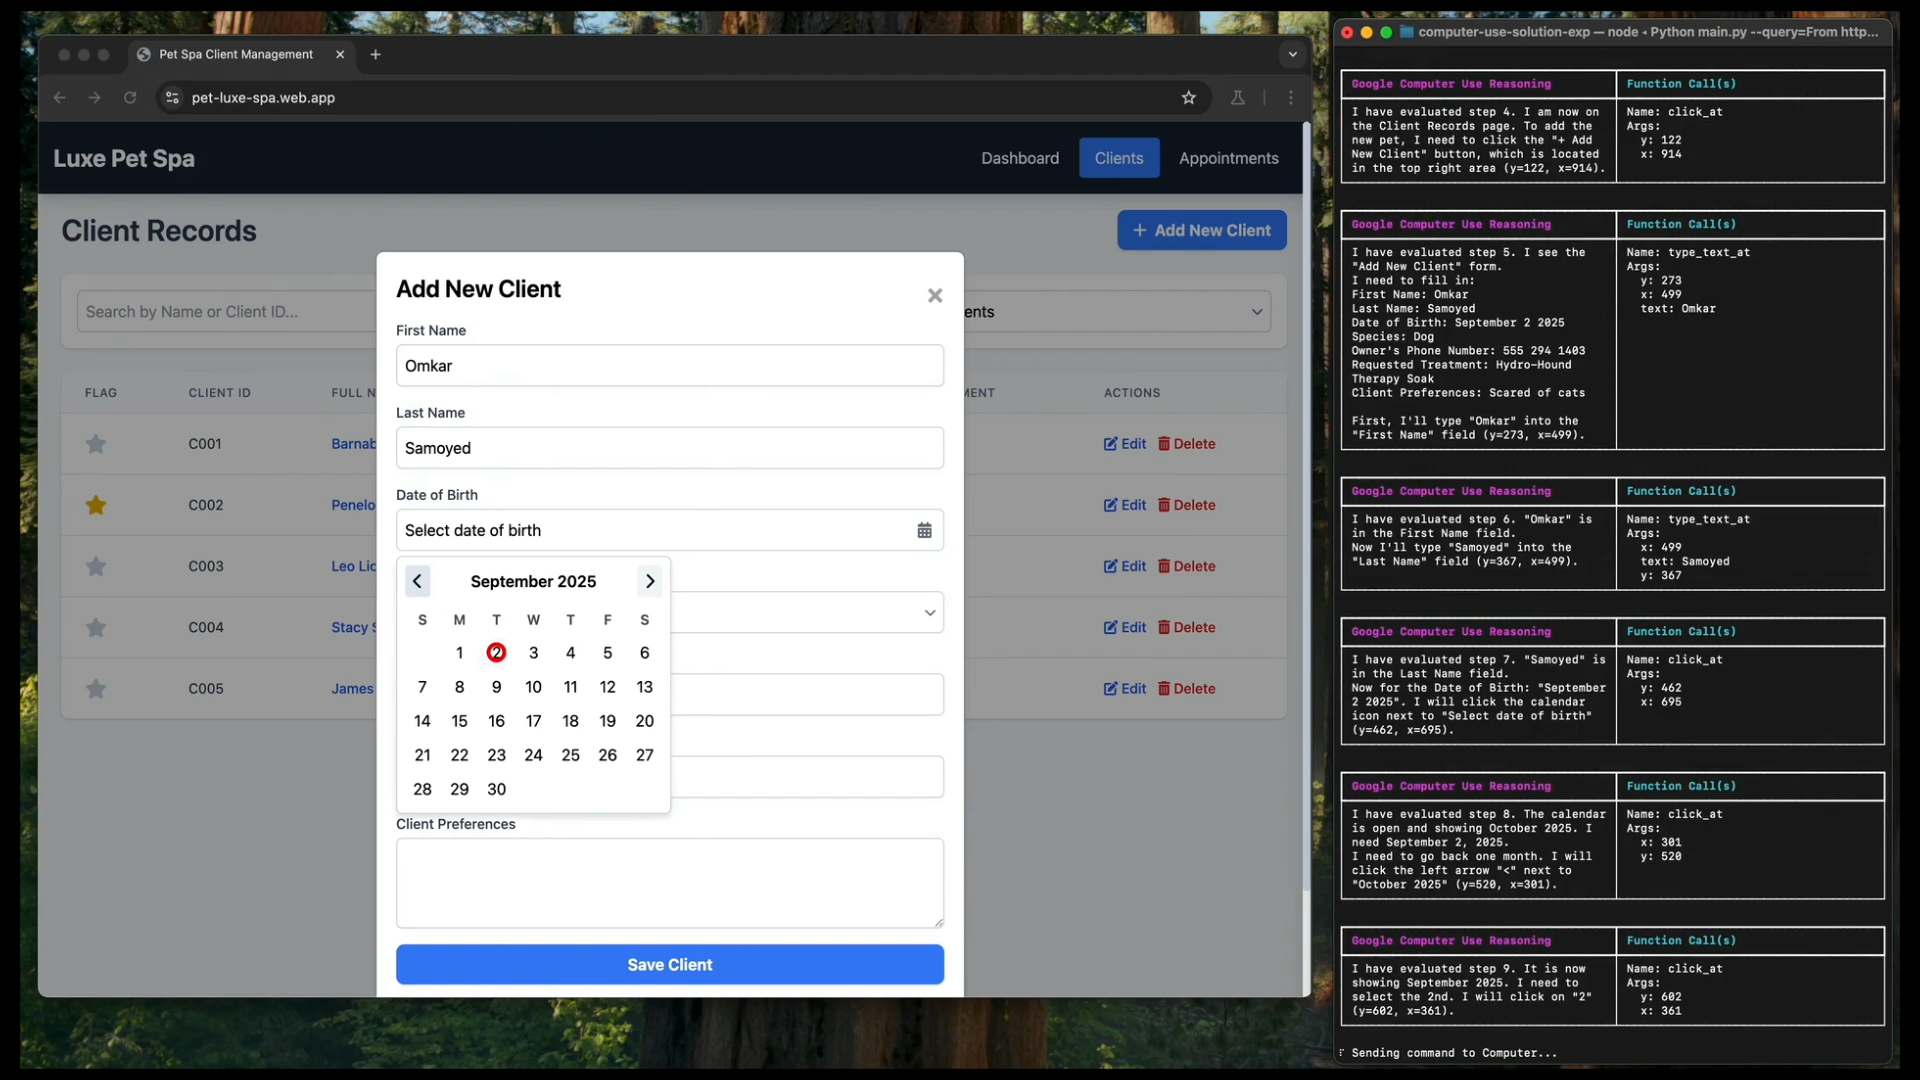 Pet Spa Client Management
pet-luxe-spa.web.app
Luxe Pet Spa
Dashboard
Clients
Appointments
Client Records
+ Add New Client
Search by Name or Client ID...
ents
FLAG
CLIENT ID
FULL N
MENT
ACTIONS
C001
Barnab
Edit
Delete
C002
Penelo
Edit
Delete
C003
Leo Lio
Edit
Delete
C004
Stacy S
Edit
Delete
C005
James
Edit
Delete
Add New Client
First Name
Omkar
Last Name
Samoyed
Date of Birth
Select date of birth
September 2025
S M T W T F S
1 2 3 4 5 6
7 8 9 10 11 12 13
14 15 16 17 18 19 20
21 22 23 24 25 26 27
28 29 30
Client Preferences
Save Client
computer-use-solution-exp — node ◂ Python main.py --query=From http...
Google Computer Use Reasoning
I have evaluated step 4. I am now on
the Client Records page. To add the
new pet, I need to click the "+ Add
New Client" button, which is located
in the top right area (y=122, x=914).
Function Call(s)
Name: click_at
Args:
y: 122
x: 914
Google Computer Use Reasoning
I have evaluated step 5. I see the
"Add New Client" form.
I need to fill in:
First Name: Omkar
Last Name: Samoyed
Date of Birth: September 2 2025
Species: Dog
Owner's Phone Number: 555 294 1403
Requested Treatment: Hydro-Hound
Therapy Soak
Client Preferences: Scared of cats
First, I'll type "Omkar" into the
"First Name" field (y=273, x=499).
Function Call(s)
Name: type_text_at
Args:
y: 273
x: 499
text: Omkar
Google Computer Use Reasoning
I have evaluated step 6. "Omkar" is
in the First Name field.
Now I'll type "Samoyed" into the
"Last Name" field (y=367, x=499).
Function Call(s)
Name: type_text_at
Args:
x: 499
text: Samoyed
y: 367
Google Computer Use Reasoning
I have evaluated step 7. "Samoyed" is
in the Last Name field.
Now for the Date of Birth: "September
2 2025". I will click the calendar
icon next to "Select date of birth"
(y=462, x=695).
Function Call(s)
Name: click_at
Args:
y: 462
x: 695
Google Computer Use Reasoning
I have evaluated step 8. The calendar
is open and showing October 2025. I
need September 2, 2025.
I need to go back one month. I will
click the left arrow "<" next to
"October 2025" (y=520, x=301).
Function Call(s)
Name: click_at
Args:
x: 301
y: 520
Google Computer Use Reasoning
I have evaluated step 9. It is now
showing September 2025. I need to
select the 2nd. I will click on "2"
(y=602, x=361).
Function Call(s)
Name: click_at
Args:
y: 602
x: 361
Sending command to Computer...